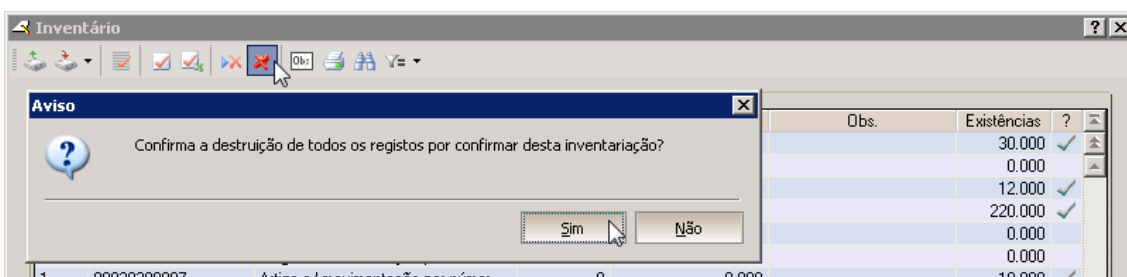 Inventário
Obs
Aviso
Obs. Existências ?
Confirma a destruição de todos os registos por confirmar desta inventariação?
30.000
0.000
12.000
220.000
Sim Não
0.000
0.000